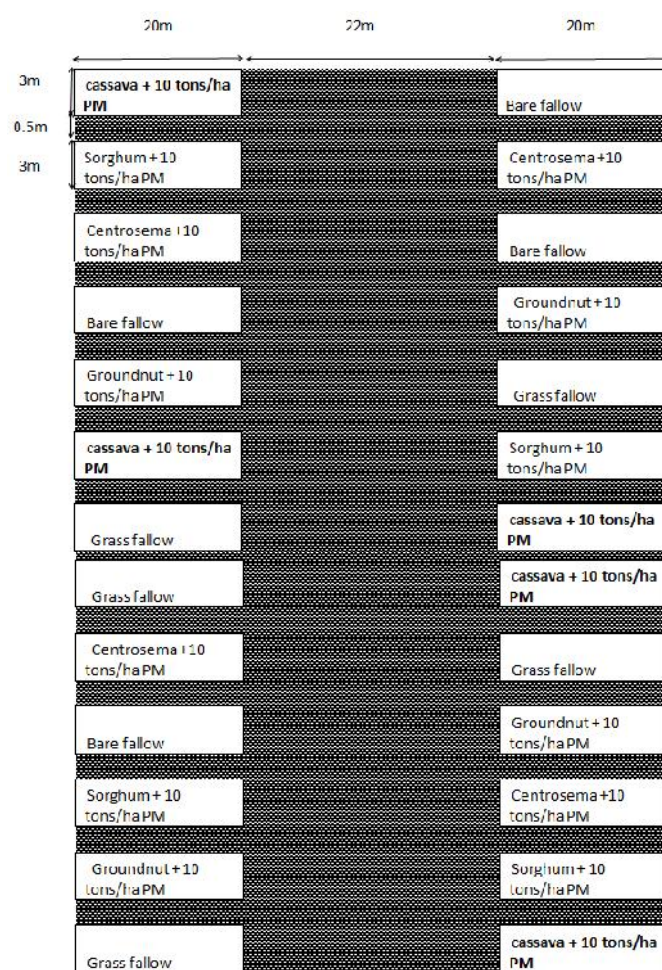 20m 22m 20m
3m
cassava + 10 tons/ha
PM
Bare fallow
0.5m
3m
Sorghum + 10
tons/ha PM
Centrosema +10
tons/ha PM
Centrosema +10
tons/ha PM
Bare fallow
Bare fallow
Groundnut + 10
tons/ha PM
Groundnut + 10
tons/ha PM
Grass fallow
cassava + 10 tons/ha
PM
Sorghum + 10
tons/ha PM
Grass fallow
cassava + 10 tons/ha
PM
Grass fallow
cassava + 10 tons/ha
PM
Centrosema +10
tons/ha PM
Grass fallow
Bare fallow
Groundnut + 10
tons/ha PM
Sorghum + 10
tons/ha PM
Centrosema +10
tons/ha PM
Groundnut +10
tons/ha PM
Sorghum + 10
tons/ha PM
Grass fallow
cassava + 10 tons/ha
PM